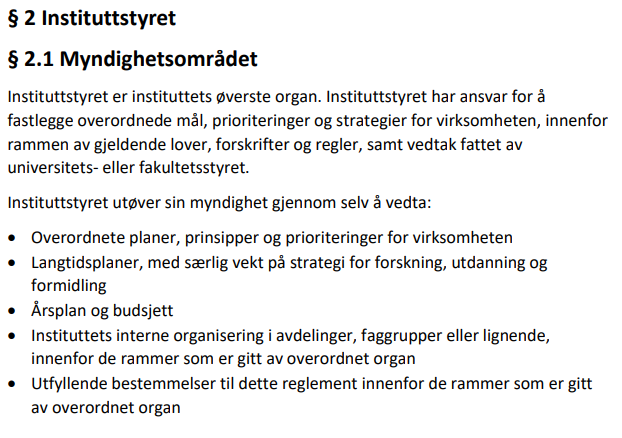 § 2 Instituttstyret
§ 2.1 Myndighetsområdet
Instituttstyret er instituttets øverste organ. Instituttstyret har ansvar for å
fastlegge overordnede mål, prioriteringer og strategier for virksomheten, innenfor
rammen av gjeldende lover, forskrifter og regler, samt vedtak fattet av
universitets- eller fakultetsstyret.
Instituttstyret utøver sin myndighet gjennom selv å vedta:
• Overordnete planer, prinsipper og prioriteringer for virksomheten
• Langtidsplaner, med særlig vekt på strategi for forskning, utdanning og
formidling
• Årsplan og budsjett
• Instituttets interne organisering i avdelinger, faggrupper eller lignende,
innenfor de rammer som er gitt av overordnet organ
• Utfyllende bestemmelser til dette reglement innenfor de rammer som er gitt
av overordnet organ